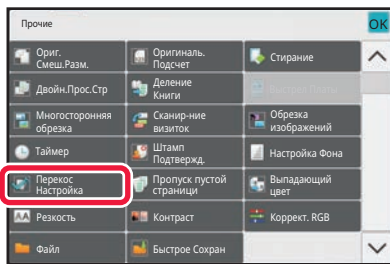 Прочие
OK
Ориг.
Смеш.Разм.
Оригиналь.
Подсчет
Стирание
Двойн.Прос.Стр
Деление
Книги
Многосторонняя
обрезка
Сканир-ние
визиток
Обрезка
изображений
Таймер
Штамп
Подтвержд.
Настройка Фона
Перекос
Настройка
Пропуск пустой
страници
Выпадающий
цвет
Резкость
Контраст
Коррект. RGB
Файл
Быстрое Сохран